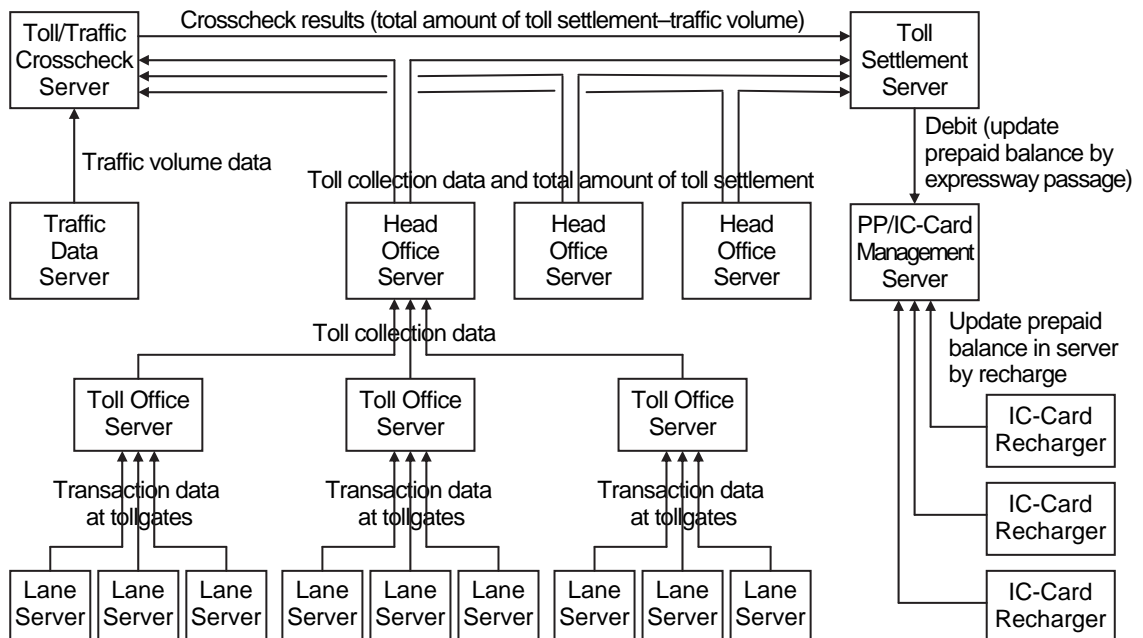 Crosscheck results (total amount of toll settlement–traffic volume)
Toll/Traffic
Crosscheck
Server
Toll
Settlement
Server
Traffic volume data
Debit (update
prepaid balance by
expressway passage)
Toll collection data and total amount of toll settlement
Traffic
Data
Server
Head
Office
Server
Head
Office
Server
Head
Office
Server
PP/IC-Card
Management
Server
Toll collection data
Update prepaid
balance in server
by recharge
Toll Office
Server
Toll Office
Server
Toll Office
Server
IC-Card
Recharger
Transaction data
at tollgates
Transaction data
at tollgates
Transaction data
at tollgates
IC-Card
Recharger
Lane
Server
Lane
Server
Lane
Server
Lane
Server
Lane
Server
Lane
Server
Lane
Server
Lane
Server
Lane
Server
IC-Card
Recharger